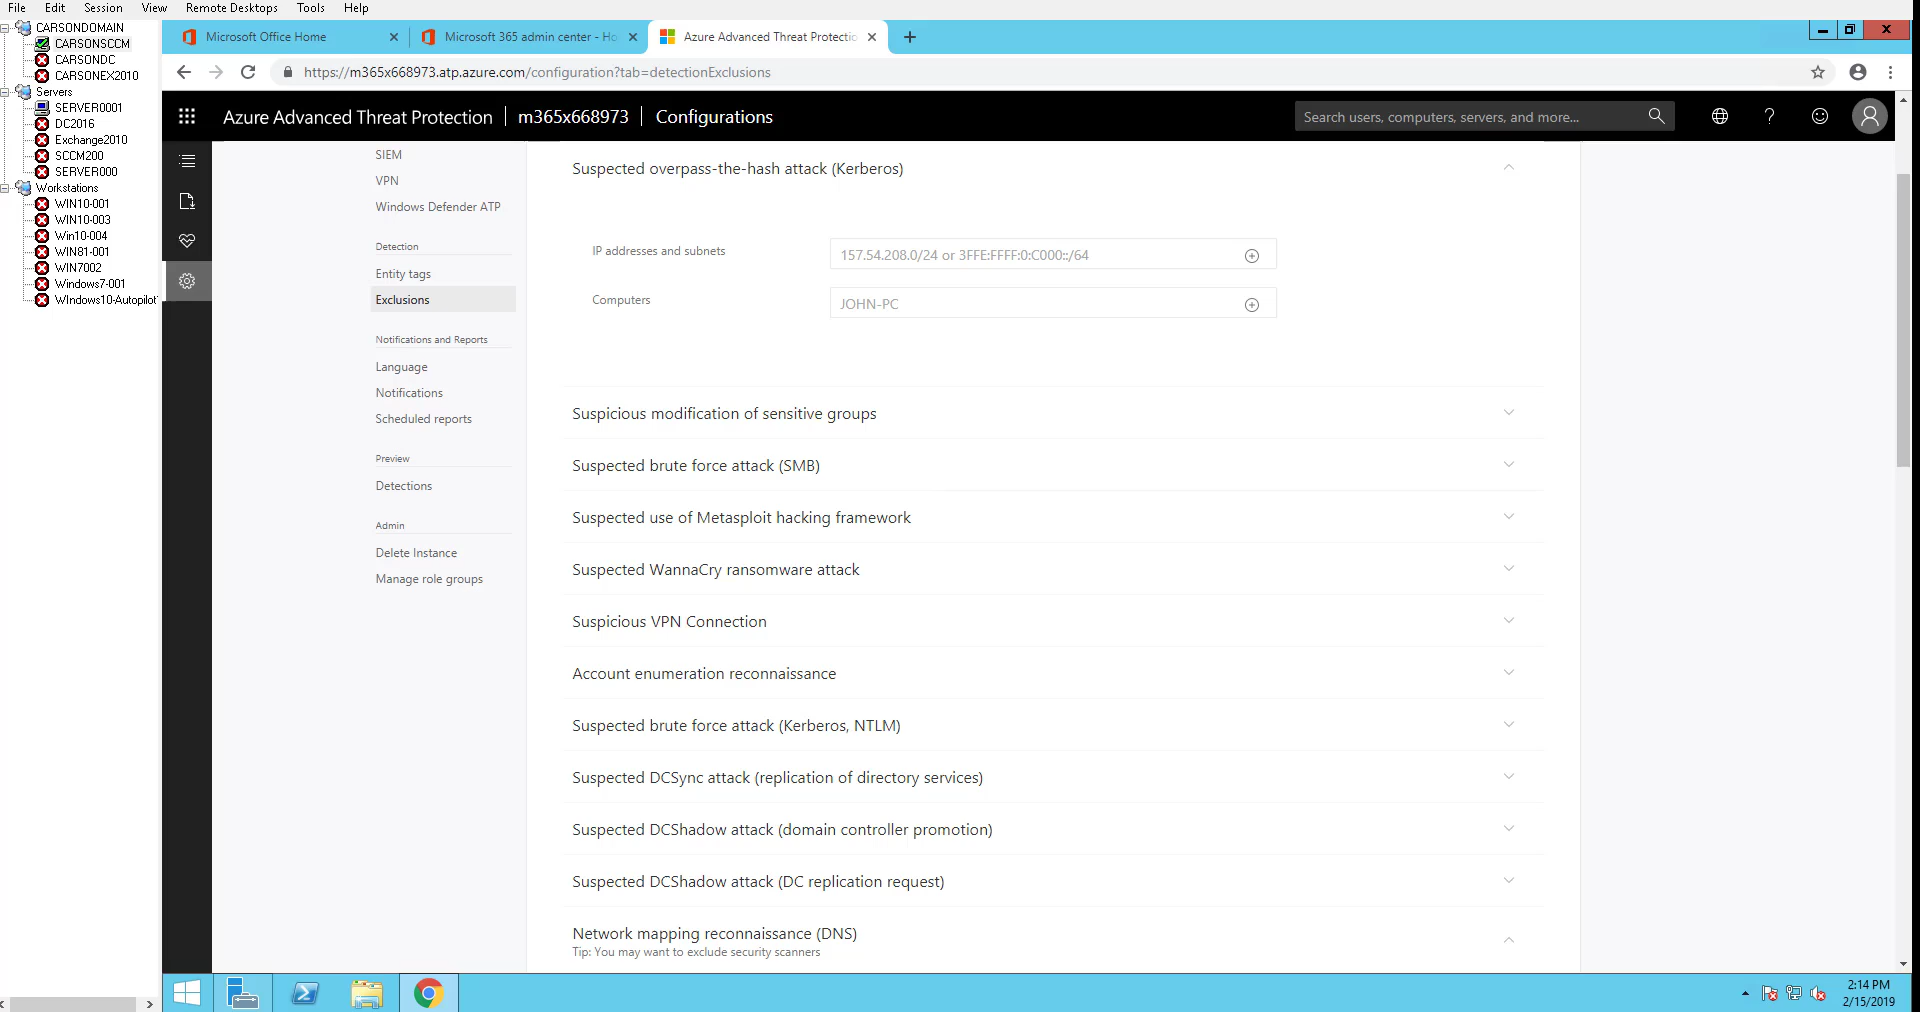 File Edit Session View Remote Desktops Tools Help
CARSONDOMAIN
CARSONSCCM
CARSONDC
CARSONEX2010
Servers
SERVER0001
DC2016
Exchange2010
SCCM200
SERVER000
Workstations
WIN10-001
WIN10-003
Win10-004
WIN81-001
WIN7002
Windows7-001
WIndows10-Autopilot
Microsoft Office Home
Microsoft 365 admin center - Ho
Azure Advanced Threat Protectio
https://m365x668973.atp.azure.com/configuration?tab=detectionExclusions
Azure Advanced Threat Protection
m365x668973
Configurations
Search users, computers, servers, and more...
SIEM
VPN
Windows Defender ATP
Detection
Entity tags
Exclusions
Notifications and Reports
Language
Notifications
Scheduled reports
Preview
Detections
Admin
Delete Instance
Manage role groups
Suspected overpass-the-hash attack (Kerberos)
IP addresses and subnets
157.54.208.0/24 or 3FFE:FFFF:0:C000::/64
Computers
JOHN-PC
Suspicious modification of sensitive groups
Suspected brute force attack (SMB)
Suspected use of Metasploit hacking framework
Suspected WannaCry ransomware attack
Suspicious VPN Connection
Account enumeration reconnaissance
Suspected brute force attack (Kerberos, NTLM)
Suspected DCSync attack (replication of directory services)
Suspected DCShadow attack (domain controller promotion)
Suspected DCShadow attack (DC replication request)
Network mapping reconnaissance (DNS)
Tip: You may want to exclude security scanners
2:14 PM
2/15/2019